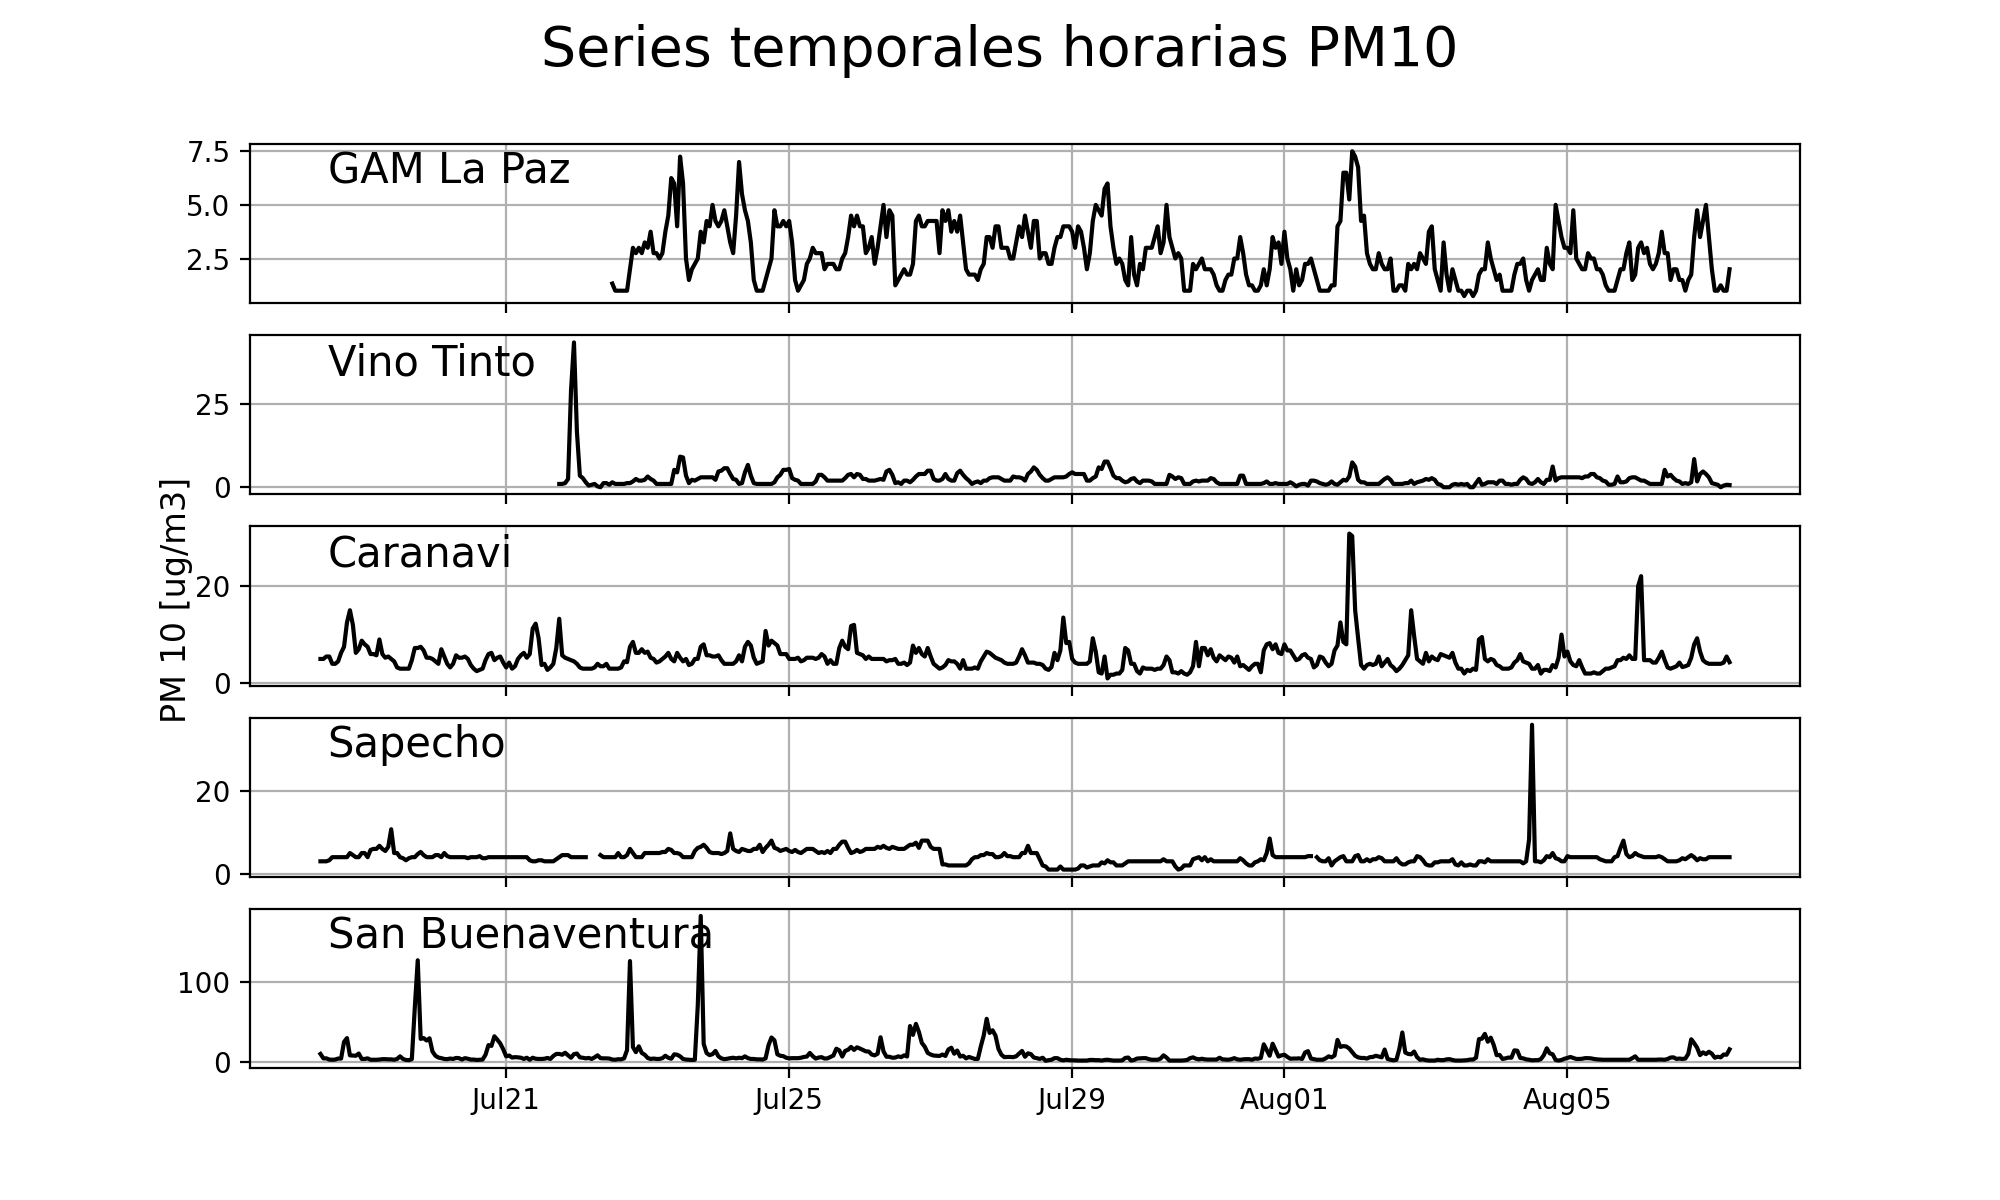 Series temporales horarias PM10
GAM La Paz
7.5
5.0
2.5
Vino Tinto
25
0
PM 10 [ug/m3]
Caranavi
20
0
Sapecho
20
0
San Buenaventura
100
0
Jul21 Jul25 Jul29 Aug01 Aug05